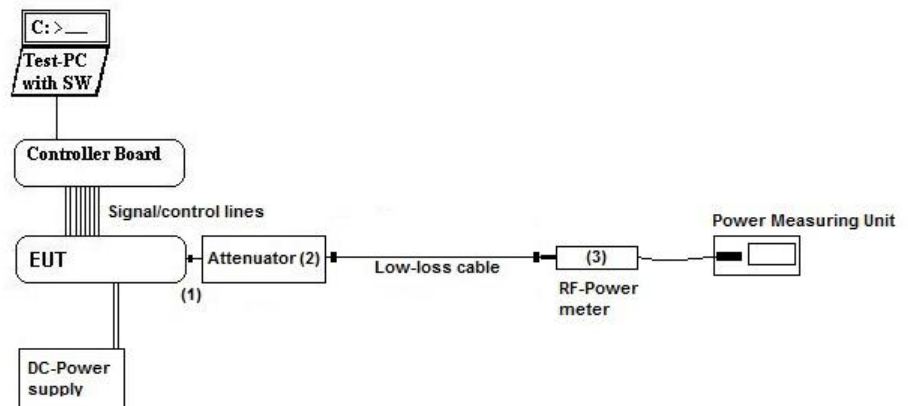 C:>__
Test-PC
with SW
Controller Board
Signal/control lines
EUT
(1)
Attenuator (2)
Low-loss cable
(3)
RF-Power
meter
Power Measuring Unit
DC-Power
supply